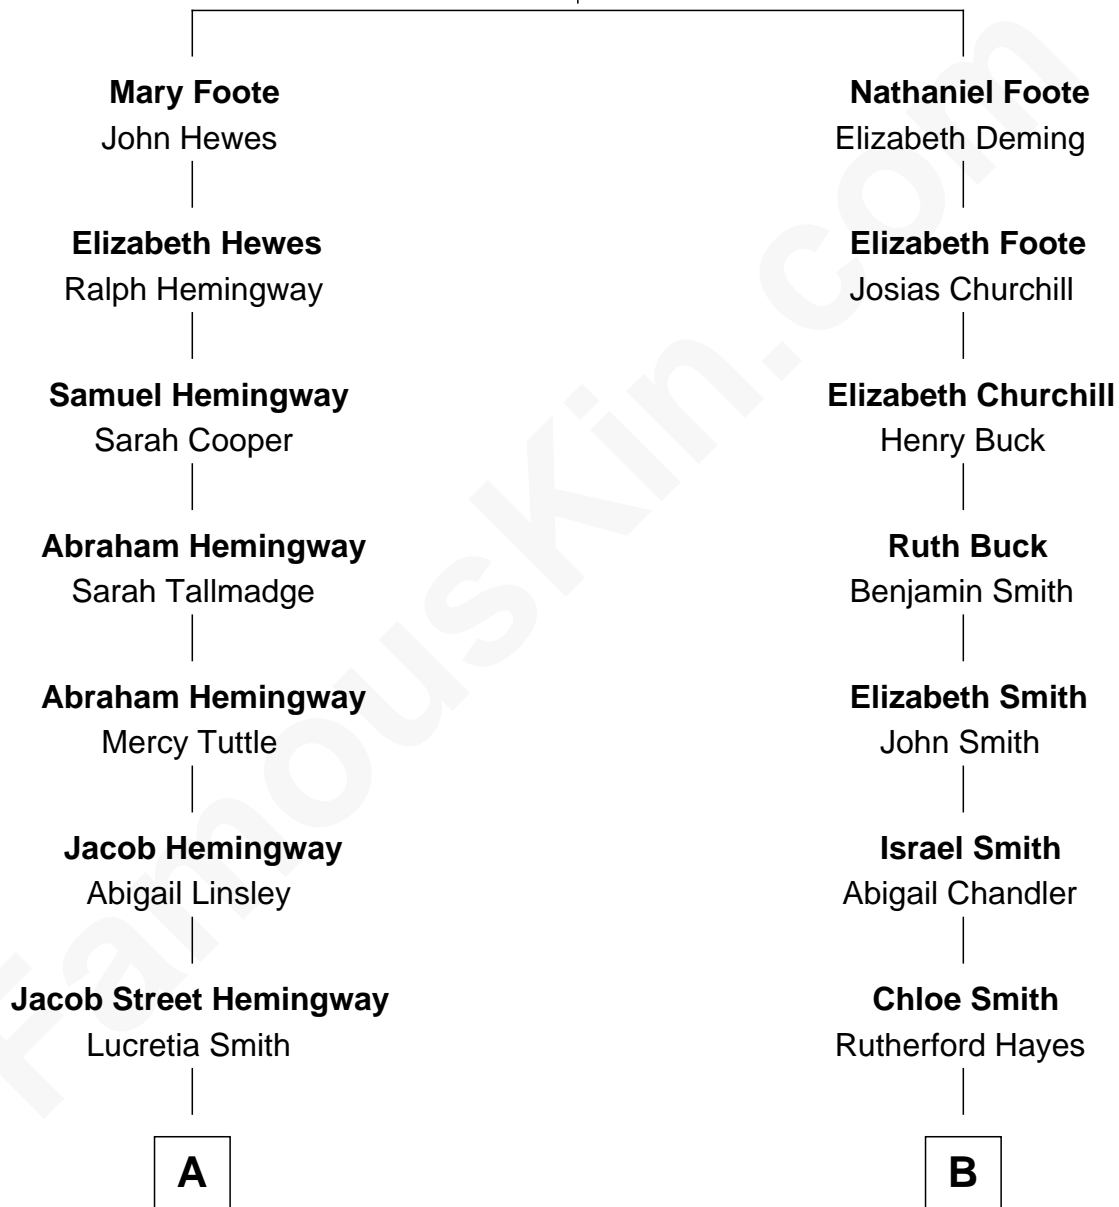 Mary Foote
John Hewes
Nathaniel Foote
Elizabeth Deming
Elizabeth Hewes
Ralph Hemingway
Elizabeth Foote
Josias Churchill
Samuel Hemingway
Sarah Cooper
Elizabeth Churchill
Henry Buck
Abraham Hemingway
Sarah Tallmadge
Ruth Buck
Benjamin Smith
Abraham Hemingway
Mercy Tuttle
Elizabeth Smith
John Smith
Jacob Hemingway
Abigail Linsley
Israel Smith
Abigail Chandler
Jacob Street Hemingway
Lucretia Smith
Chloe Smith
Rutherford Hayes
A
B
FamousKin.com